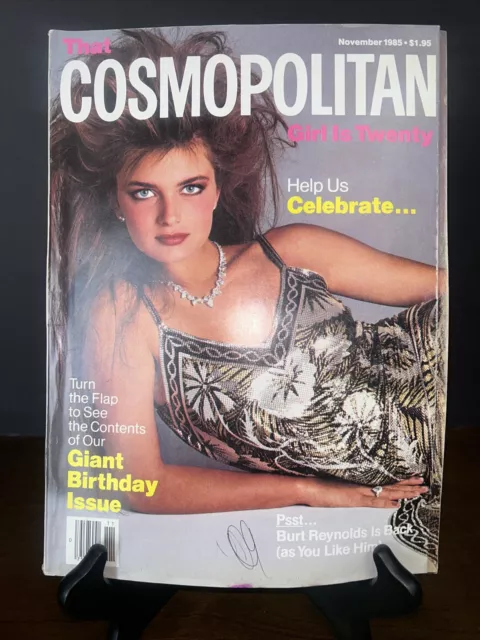 That
November 1985 • $1.95
COSMOPOLITAN
Girl Is Twenty
Help Us
Celebrate...
Turn
the Flap
to See
the Contents
of Our
Giant
Birthday
Issue
11
Psst...
Burt Reynolds is Back
(as You Like Him)